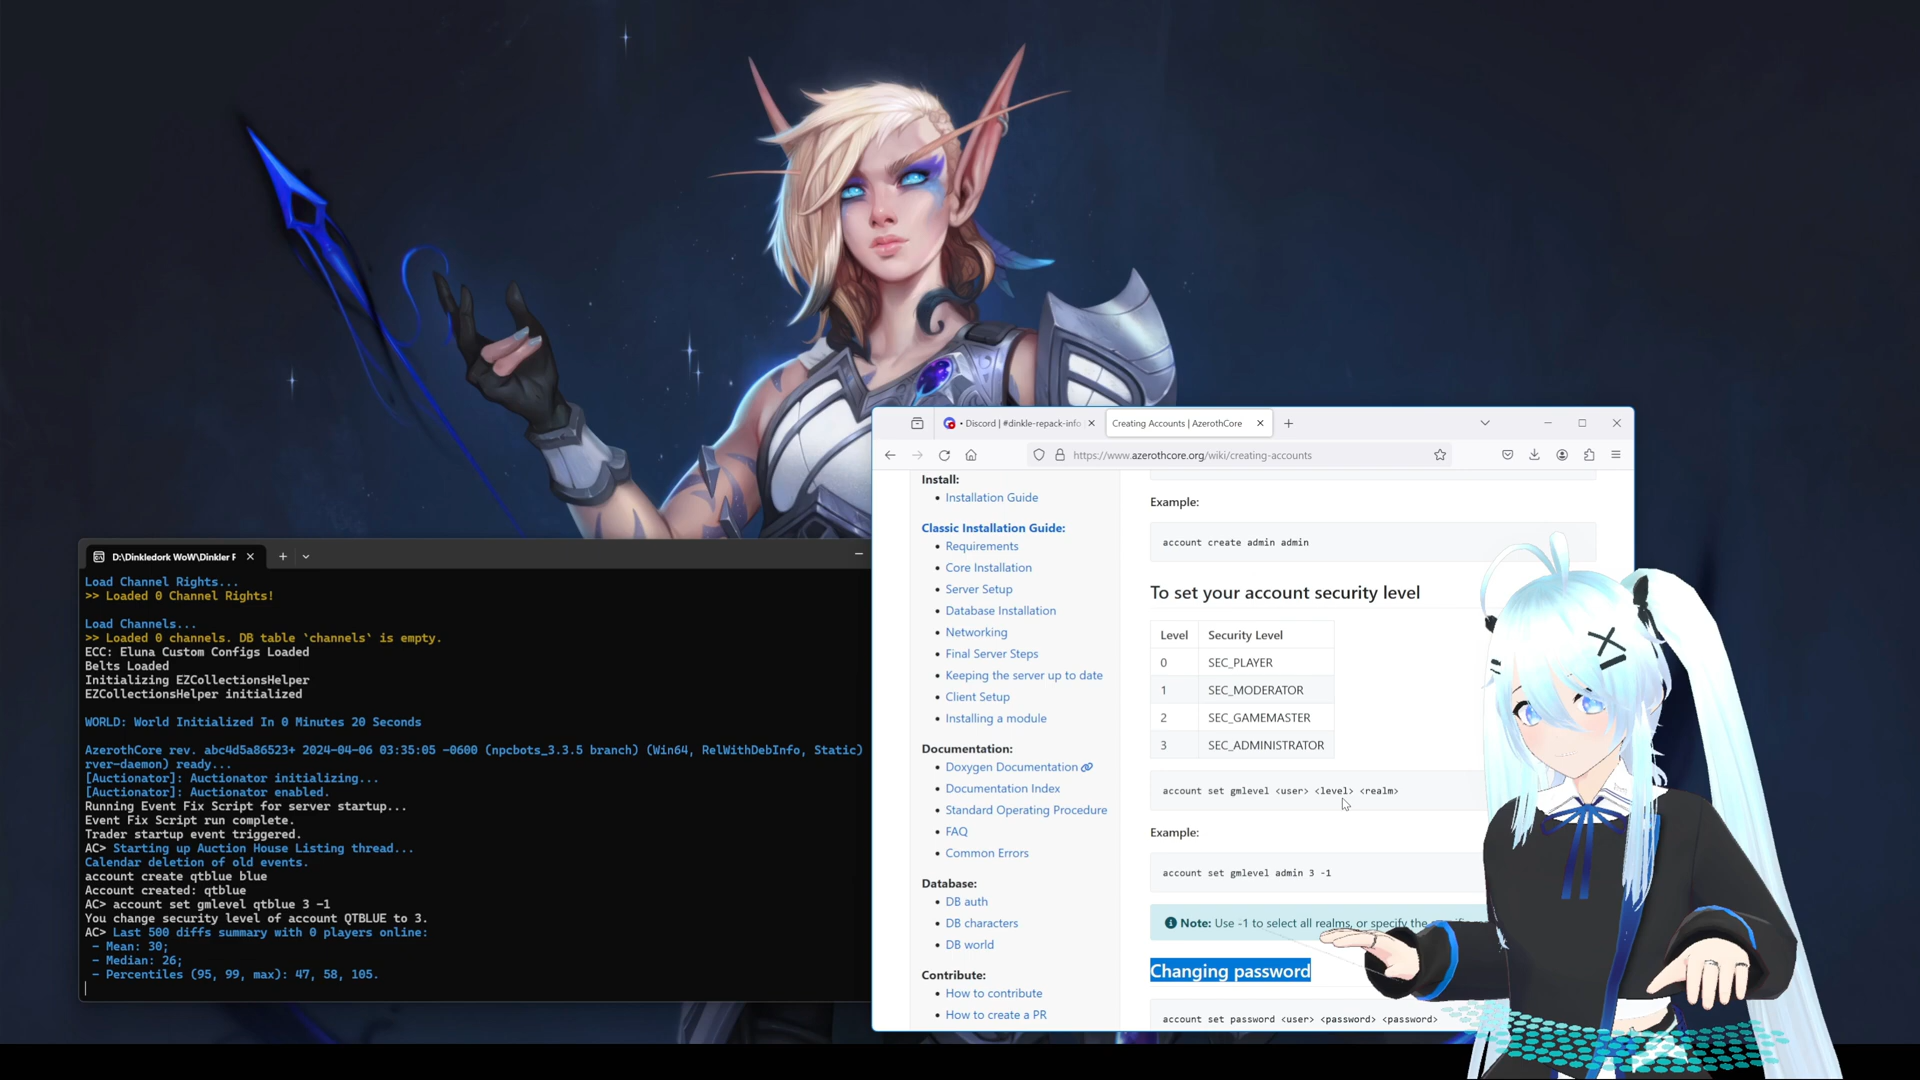 • Discord | #dinkle-repack-info
Creating Accounts | AzerothCore
https://www.azerothcore.org/wiki/creating-accounts
Install:
• Installation Guide
Classic Installation Guide:
• Requirements
• Core Installation
• Server Setup
• Database Installation
• Networking
• Final Server Steps
• Keeping the server up to date
• Client Setup
• Installing a module
Documentation:
• Doxygen Documentation
• Documentation Index
• Standard Operating Procedure
• FAQ
• Common Errors
Database:
• DB auth
• DB characters
• DB world
Contribute:
• How to contribute
• How to create a PR
Example:
account create admin admin
To set your account security level
Level Security Level
0 SEC_PLAYER
1 SEC_MODERATOR
2 SEC_GAMEMASTER
3 SEC_ADMINISTRATOR
account set gmlevel <user> <level> <realm>
Example:
account set gmlevel admin 3 -1
Note: Use -1 to select all realms, or specify the
Changing password
account set password <user> <password> <password>
D:\Dinkledork WoW\Dinkler F
Load Channel Rights...
>> Loaded 0 Channel Rights!
Load Channels...
>> Loaded 0 channels. DB table `channels` is empty.
ECC: Eluna Custom Configs Loaded
Belts Loaded
Initializing EZCollectionsHelper
EZCollectionsHelper initialized
WORLD: World Initialized In 0 Minutes 20 Seconds
AzerothCore rev. abc4d5a86523+ 2024-04-06 03:35:05 -0600 (npcbots_3.3.5 branch) (Win64, RelWithDebInfo, Static)
rver-daemon) ready...
[Auctionator]: Auctionator initializing...
[Auctionator]: Auctionator enabled.
Running Event Fix Script for server startup...
Event Fix Script run complete.
Trader startup event triggered.
AC> Starting up Auction House Listing thread...
Calendar deletion of old events.
account create qtblue blue
Account created: qtblue
AC> account set gmlevel qtblue 3 -1
You change security level of account QTBLUE to 3.
AC> Last 500 diffs summary with 0 players online:
- Mean: 30;
- Median: 26;
- Percentiles (95, 99, max): 47, 58, 105.